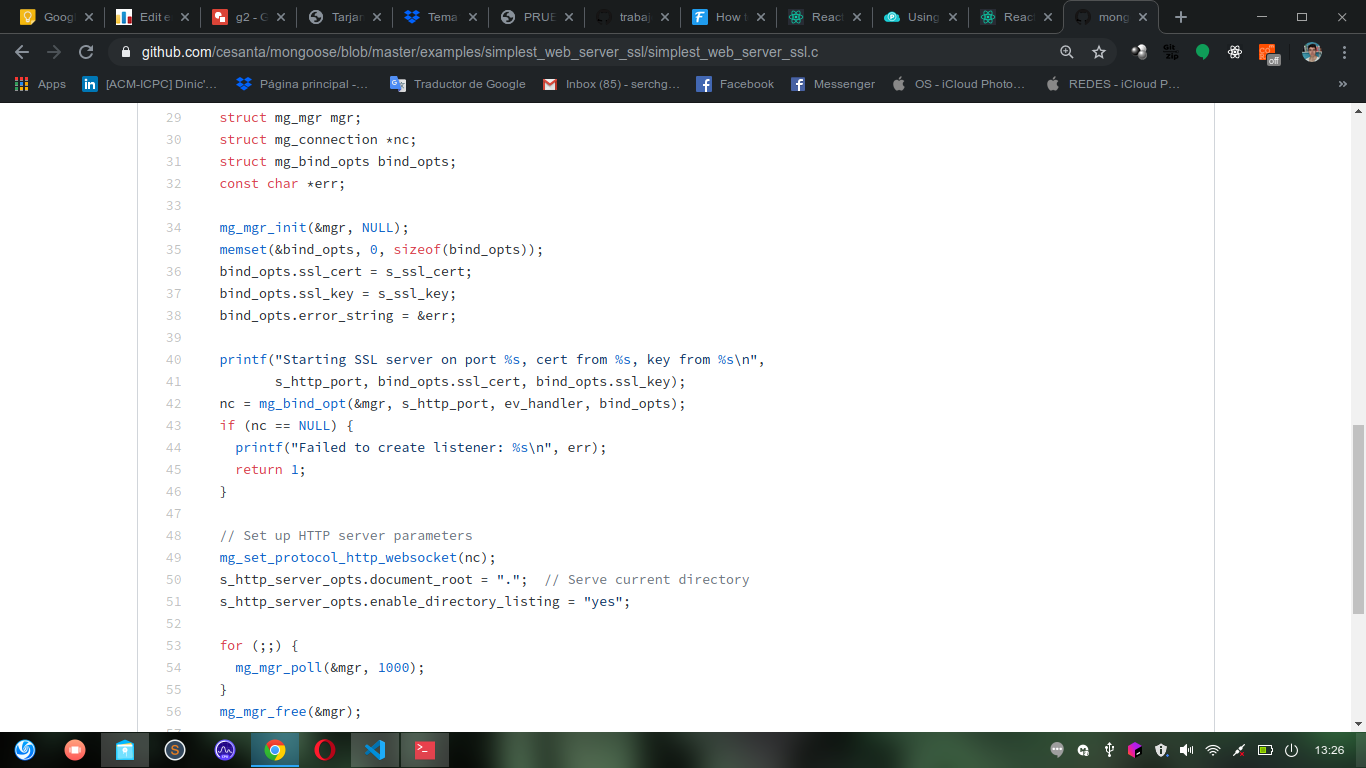 Googl
Edit e
g2 - G
Tarjan
Tema
PRUE
trabaj
How t
React
Using
React
mong
github.com/cesanta/mongoose/blob/master/examples/simplest_web_server_ssl/simplest_web_server_ssl.c
Git
zip
off
Apps
[ACM-ICPC] Dinic'...
Página principal -...
Traductor de Google
Inbox (85) - serchg...
Facebook
Messenger
OS - iCloud Photo...
REDES - iCloud P...
»
29 struct mg_mgr mgr;
30 struct mg_connection *nc;
31 struct mg_bind_opts bind_opts;
32 const char *err;
33
34 mg_mgr_init(&mgr, NULL);
35 memset(&bind_opts, 0, sizeof(bind_opts));
36 bind_opts.ssl_cert = s_ssl_cert;
37 bind_opts.ssl_key = s_ssl_key;
38 bind_opts.error_string = &err;
39
40 printf("Starting SSL server on port %s, cert from %s, key from %s\n",
41 s_http_port, bind_opts.ssl_cert, bind_opts.ssl_key);
42 nc = mg_bind_opt(&mgr, s_http_port, ev_handler, bind_opts);
43 if (nc == NULL) {
44 printf("Failed to create listener: %s\n", err);
45 return 1;
46 }
47
48 // Set up HTTP server parameters
49 mg_set_protocol_http_websocket(nc);
50 s_http_server_opts.document_root = "."; // Serve current directory
51 s_http_server_opts.enable_directory_listing = "yes";
52
53 for (;;) {
54 mg_mgr_poll(&mgr, 1000);
55 }
56 mg_mgr_free(&mgr);
13:26